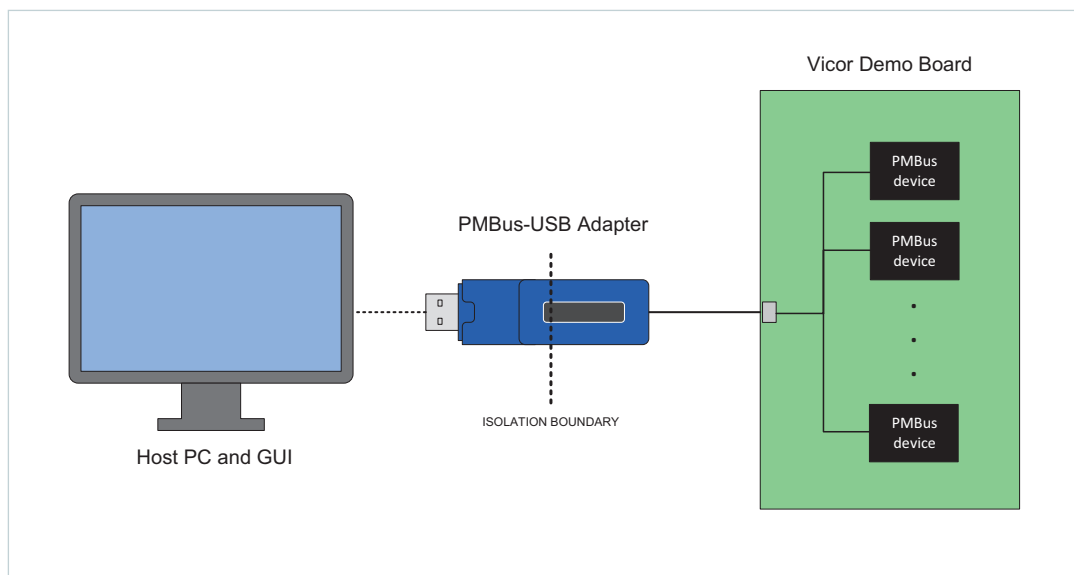 Vicor Demo Board
PMBus
device
PMBus-USB Adapter
PMBus
device
ISOLATION BOUNDARY
PMBus
device
Host PC and GUI